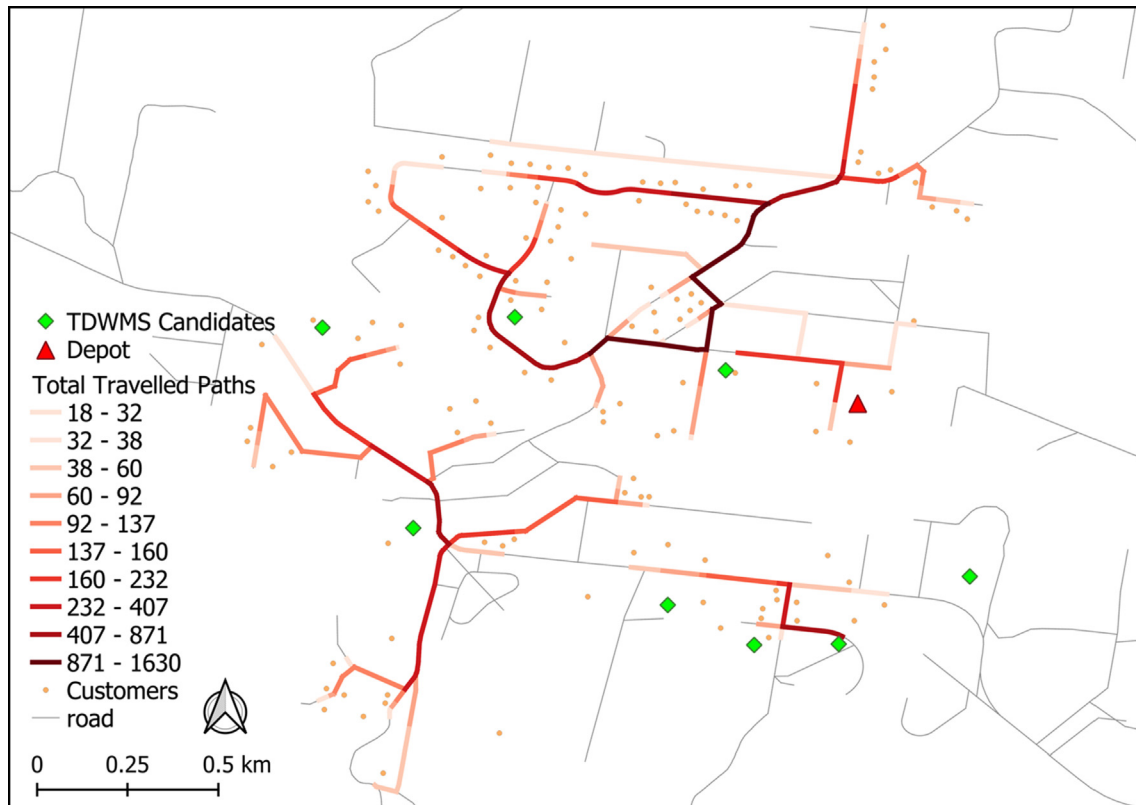 TDWMS Candidates
Depot
Total Travelled Paths
18 - 32
32 - 38
38 - 60
60 - 92
92 - 137
137 - 160
160 - 232
232 - 407
407 - 871
871 - 1630
Customers
road
0 0.25 0.5 km